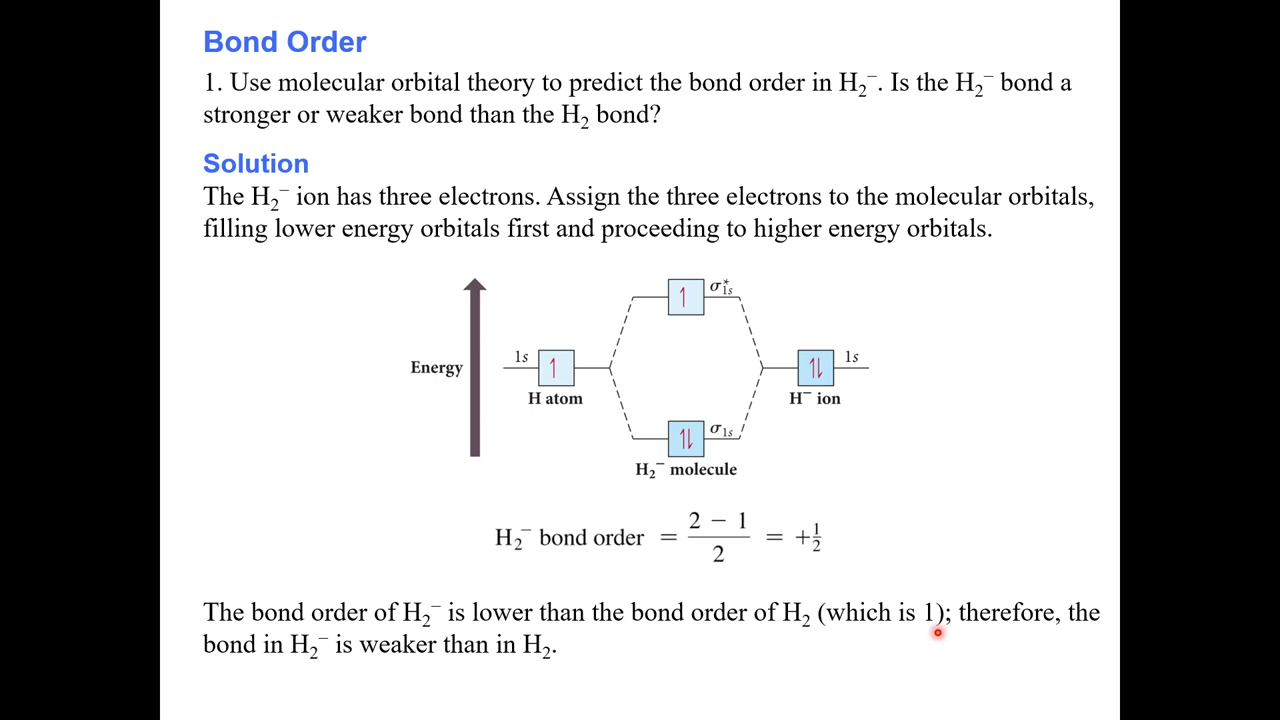 Bond Order
1. Use molecular orbital theory to predict the bond order in H₂⁻. Is the H₂⁻ bond a
stronger or weaker bond than the H₂ bond?
Solution
The H₂⁻ ion has three electrons. Assign the three electrons to the molecular orbitals,
filling lower energy orbitals first and proceeding to higher energy orbitals.
Energy
1s
↿
H atom
↿
σ*1s
↿⇂
σ1s
H₂⁻ molecule
↿⇂
1s
H⁻ ion
H₂⁻ bond order = (2 − 1)/2 = +½
The bond order of H₂⁻ is lower than the bond order of H₂ (which is 1); therefore, the
bond in H₂⁻ is weaker than in H₂.